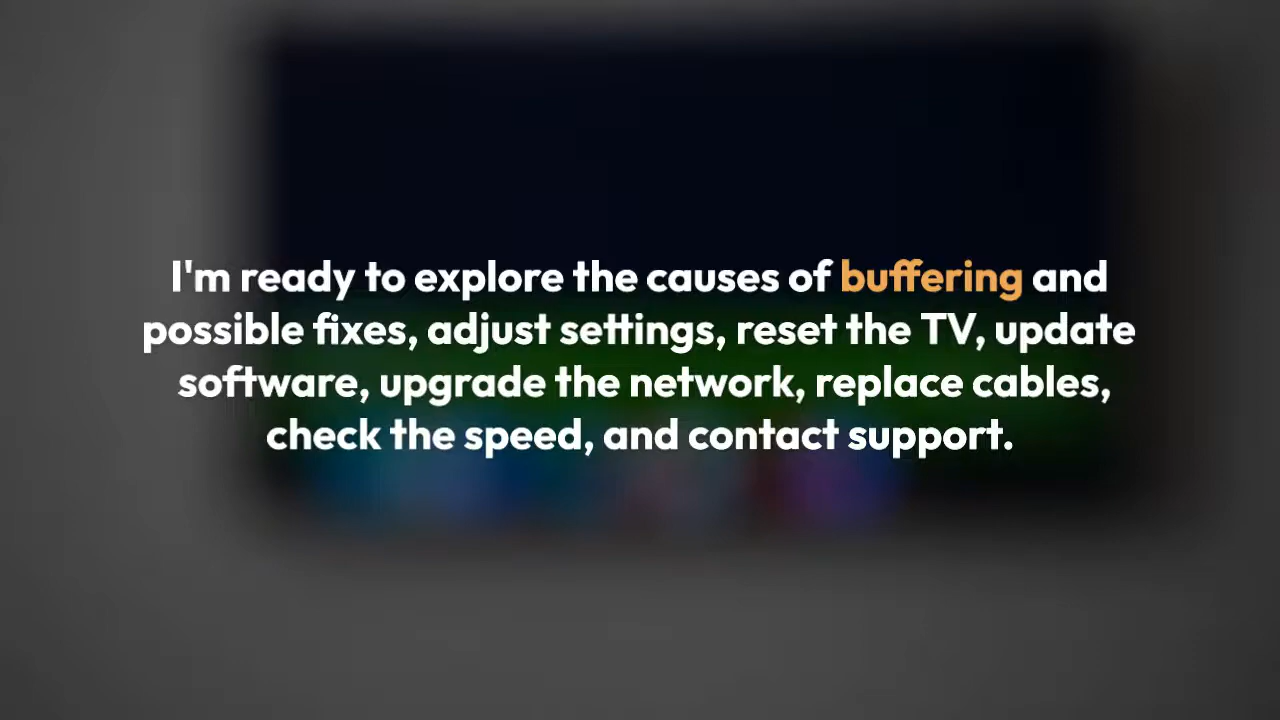 I'm ready to explore the causes of buffering and
possible fixes, adjust settings, reset the TV, update
software, upgrade the network, replace cables,
check the speed, and contact support.